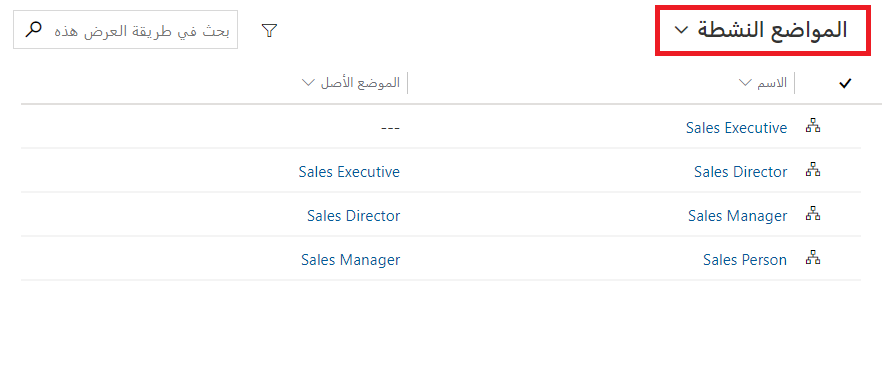 المواضع النشطة
بحث في طريقة العرض هذه
الاسم الموضع الأصل
Sales Executive ---
Sales Director Sales Executive
Sales Manager Sales Director
Sales Person Sales Manager